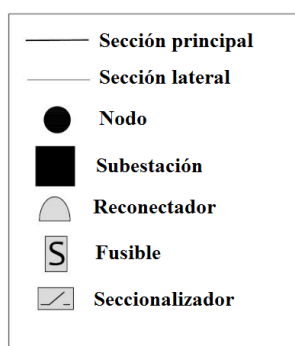 Sección principal
Sección lateral
Nodo
Subestación
Reconectador
S Fusible
Seccionalizador